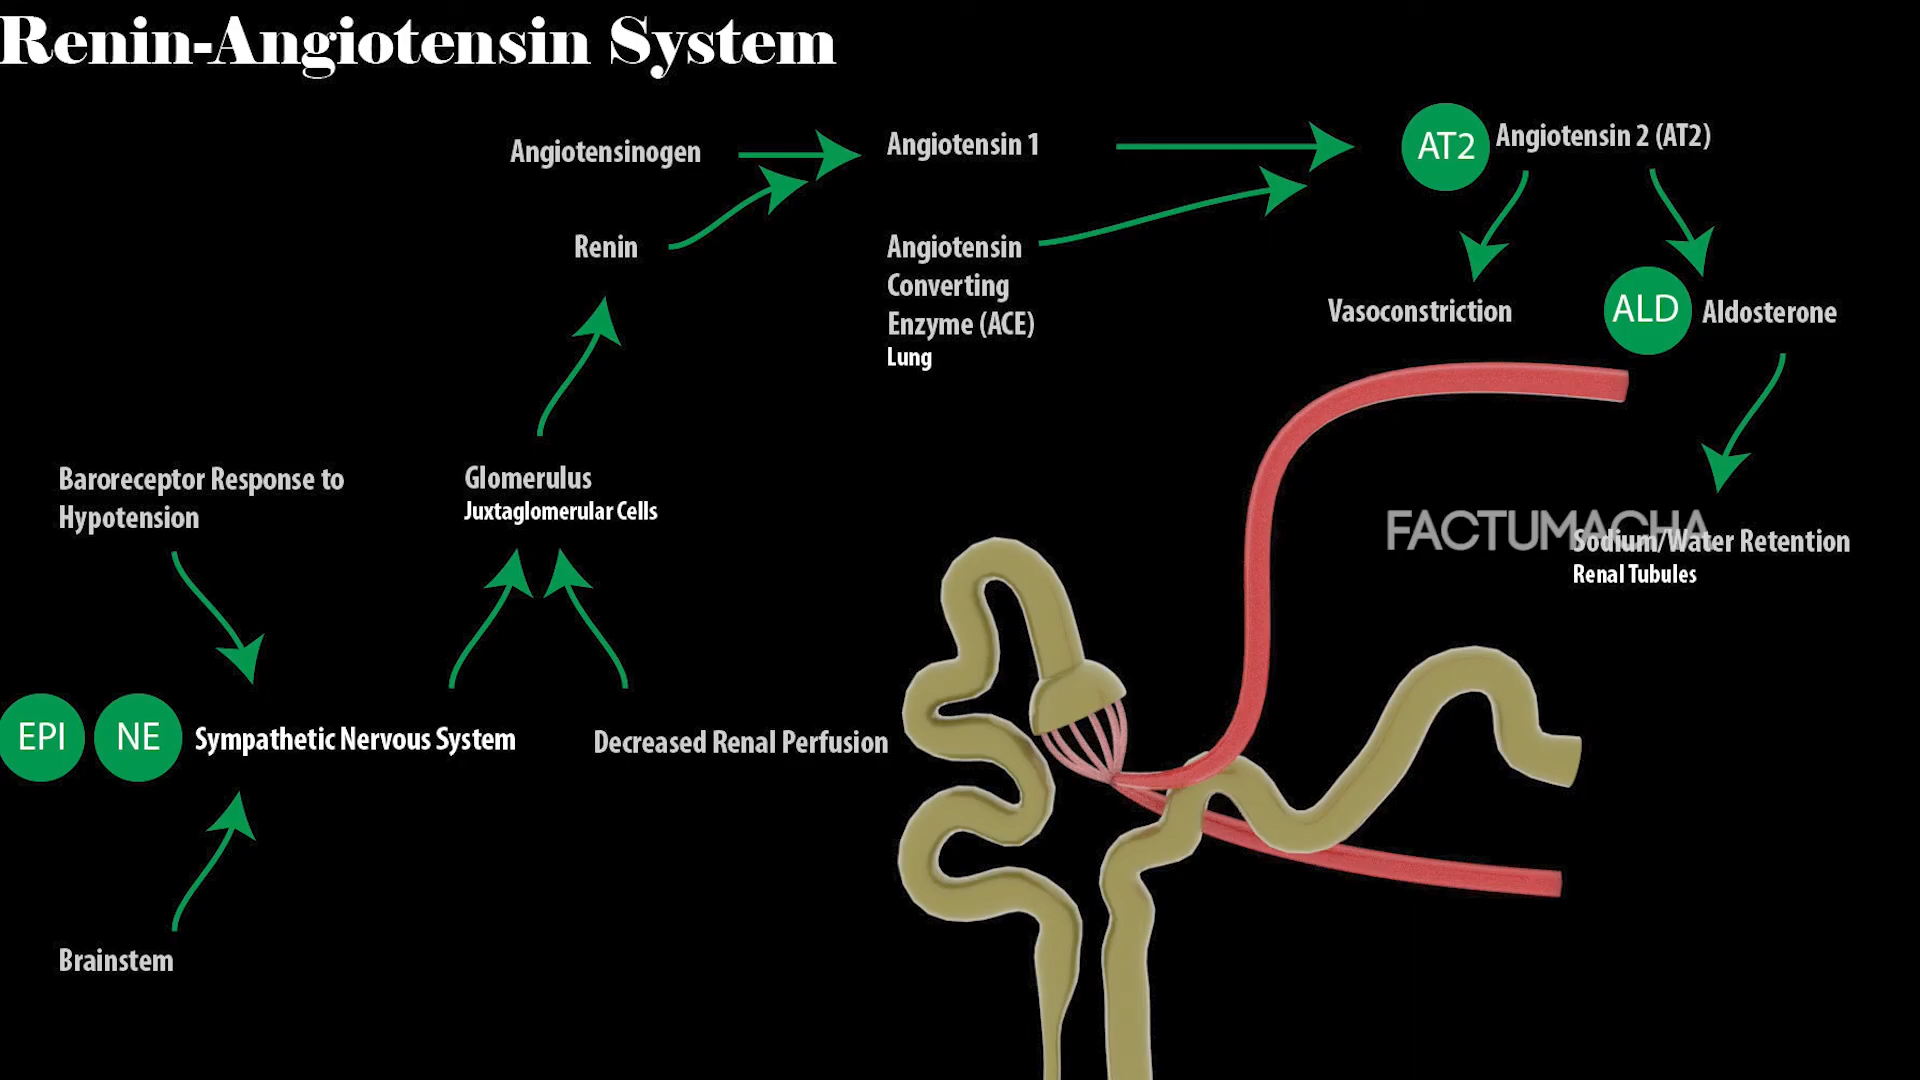 Renin-Angiotensin System
Angiotensinogen
Angiotensin 1
AT2
Angiotensin 2 (AT2)
Renin
Angiotensin
Converting
Enzyme (ACE)
Lung
Vasoconstriction
ALD
Aldosterone
Baroreceptor Response to
Hypotension
Glomerulus
Juxtaglomerular Cells
FACTUMACHA
Sodium/Water Retention
Renal Tubules
EPI
NE
Sympathetic Nervous System
Decreased Renal Perfusion
Brainstem